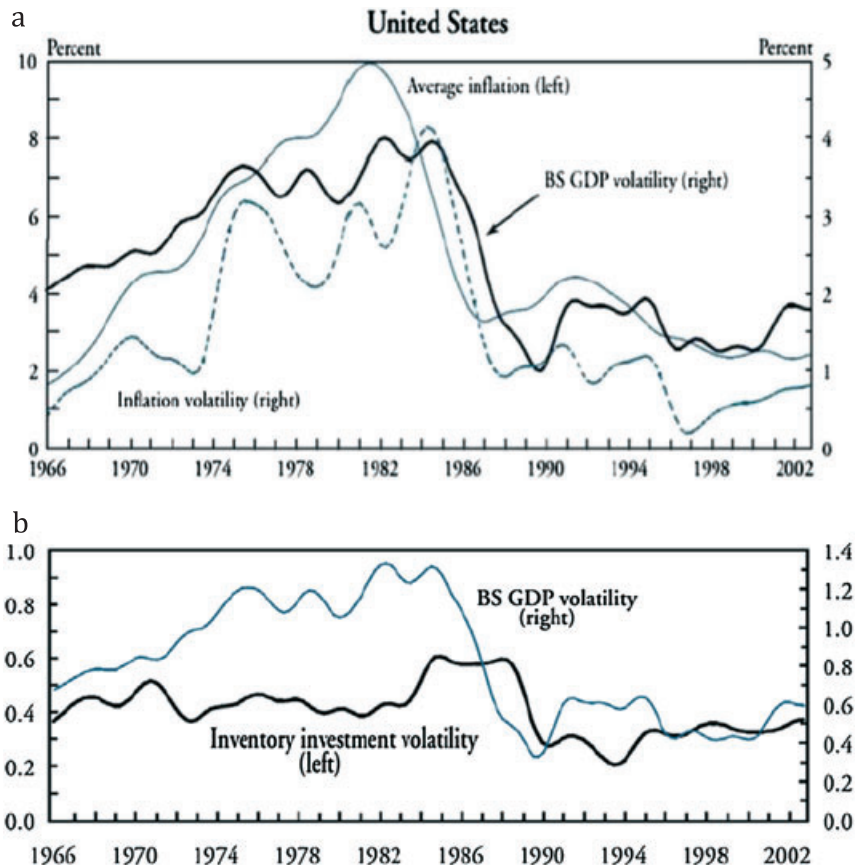 a
United States
Percent Percent
10 5
Average inflation (left)
8 4
BS GDP volatility (right)
6 3
4 2
2 1
Inflation volatility (right)
0 0
1966 1970 1974 1978 1982 1986 1990 1994 1998 2002
b
1.0 1.4
BS GDP volatility
(right)
1.2
0.8
1.0
0.6 0.8
0.4 0.6
Inventory investment volatility
(left)
0.4
0.2
0.2
0.0 0.0
1966 1970 1974 1978 1982 1986 1990 1994 1998 2002